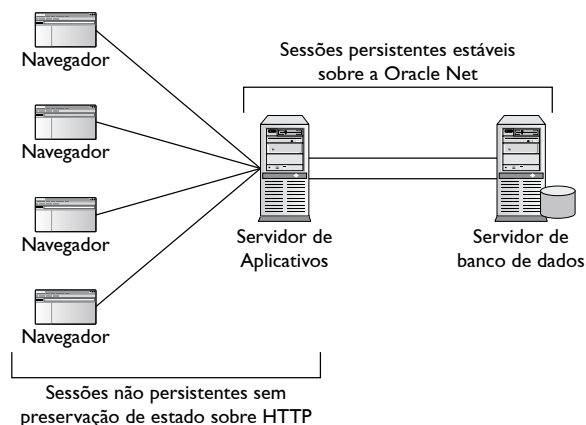 Sessões persistentes estáveis
sobre a Oracle Net
Navegador
Navegador
Navegador
Navegador
Servidor de
Aplicativos
Servidor de
banco de dados
Sessões não persistentes sem
preservação de estado sobre HTTP